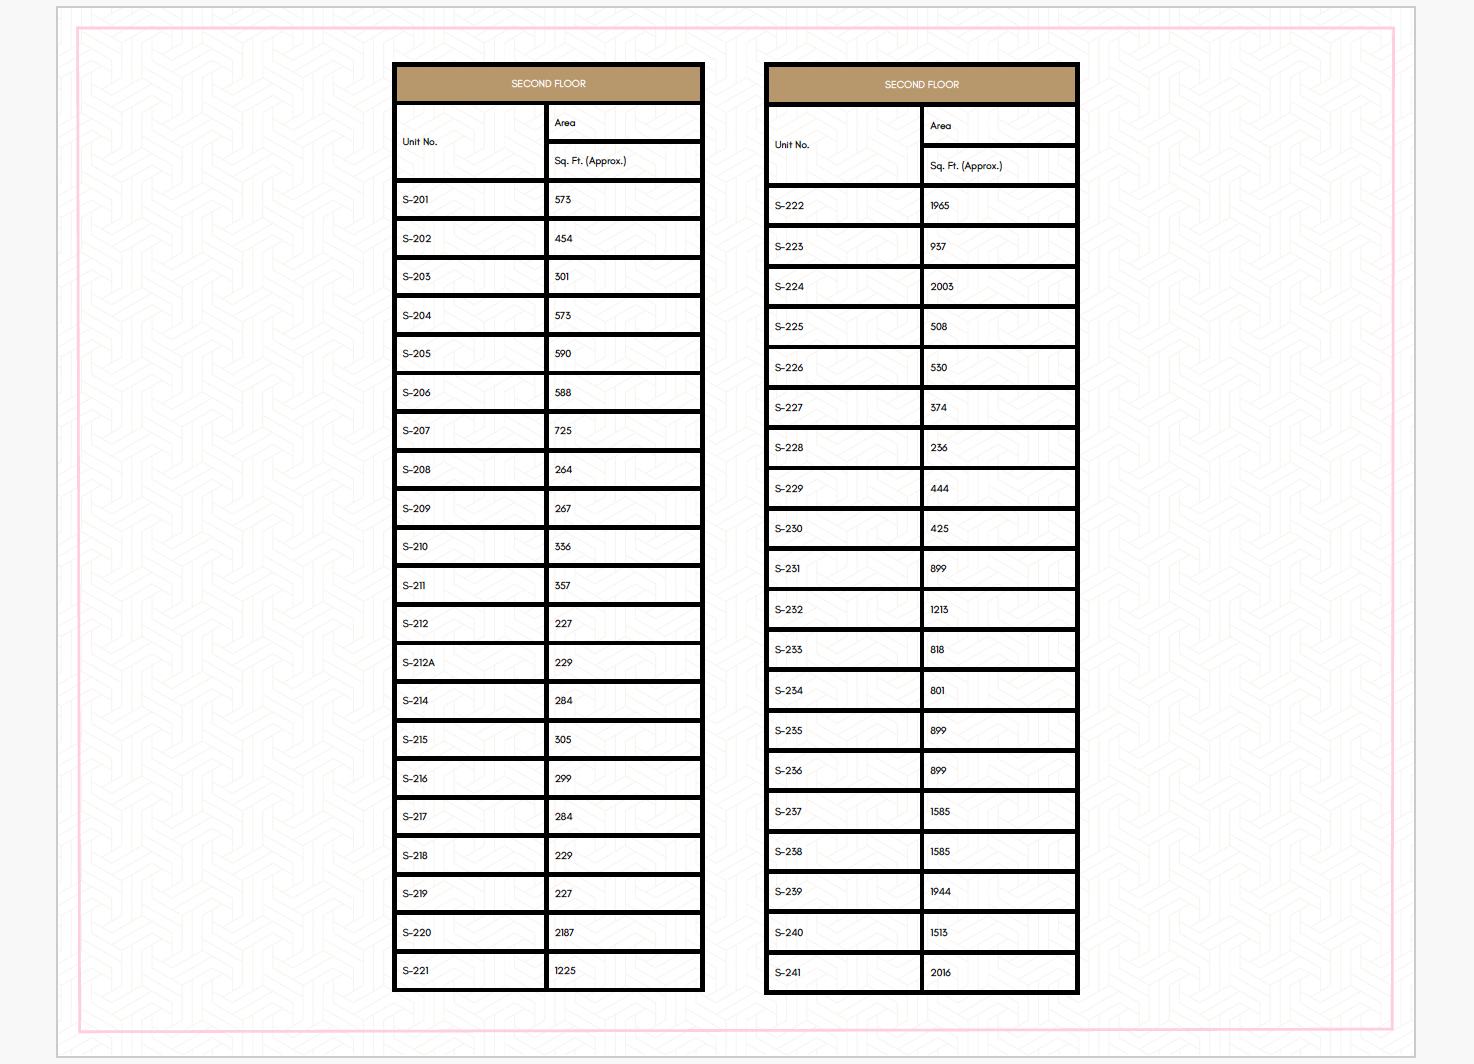 SECOND FLOOR
Unit No.
Area
Sq. Ft. (Approx.)
S-201 573
S-202 454
S-203 301
S-204 573
S-205 590
S-206 588
S-207 725
S-208 264
S-209 267
S-210 336
S-211 357
S-212 227
S-212A 229
S-214 284
S-215 305
S-216 299
S-217 284
S-218 229
S-219 227
S-220 2187
S-221 1225
SECOND FLOOR
Unit No.
Area
Sq. Ft. (Approx.)
S-222 1965
S-223 937
S-224 2003
S-225 508
S-226 530
S-227 374
S-228 236
S-229 444
S-230 425
S-231 899
S-232 1213
S-233 818
S-234 801
S-235 899
S-236 899
S-237 1585
S-238 1585
S-239 1944
S-240 1513
S-241 2016